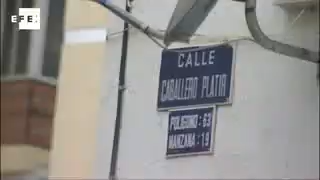 EFE:
CALLE
CABALLERO PLATIR
POLIGONO : 63
MANZANA : 19